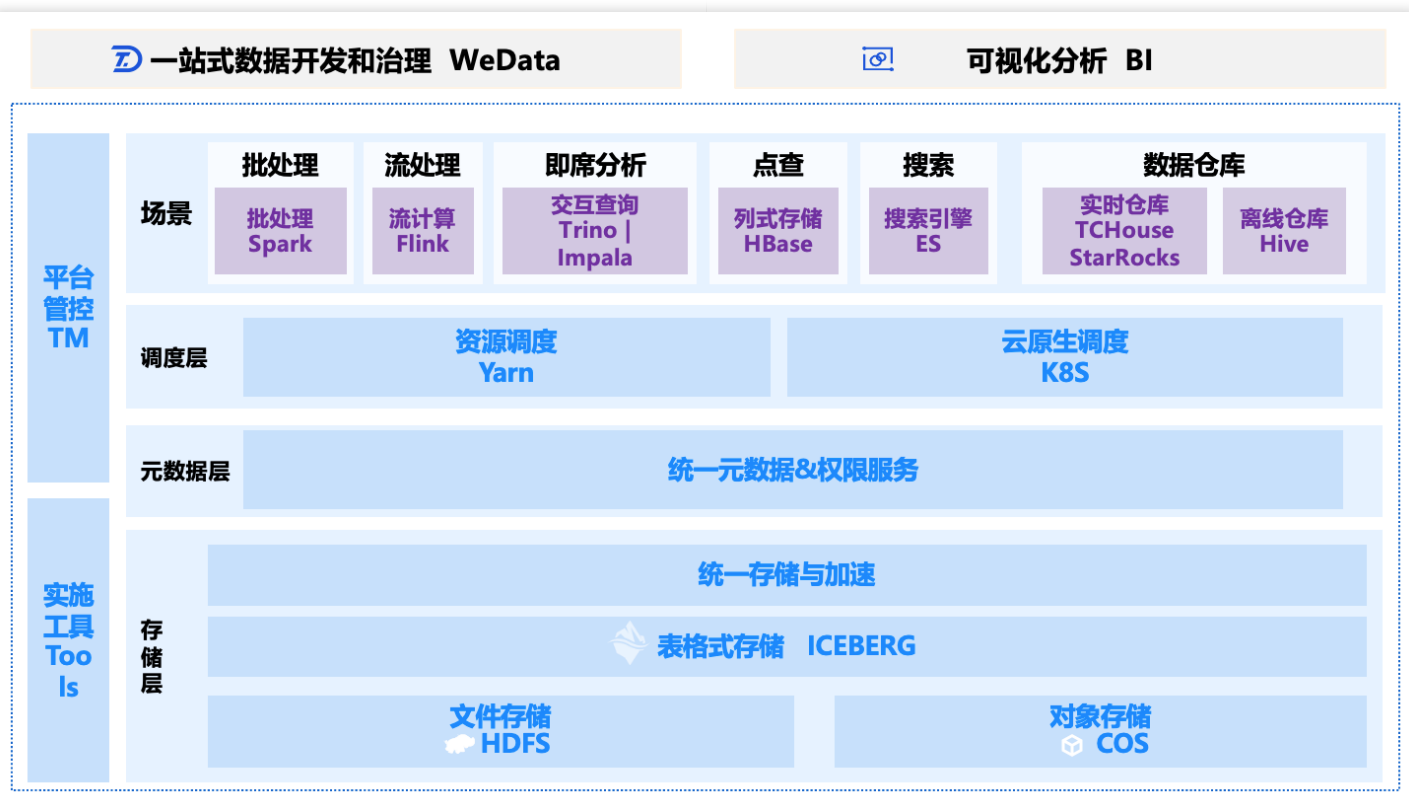 一站式数据开发和治理 WeData
可视化分析 BI
平台
管控
TM
实施
工具
Too
ls
场景
批处理
批处理
Spark
流处理
流计算
Flink
即席分析
交互查询
Trino |
Impala
点查
列式存储
HBase
搜索
搜索引擎
ES
数据仓库
实时仓库
TCHouse
StarRocks
离线仓库
Hive
调度层
资源调度
Yarn
云原生调度
K8S
元数据层
统一元数据&权限服务
存
储
层
统一存储与加速
表格式存储 ICEBERG
文件存储
HDFS
对象存储
COS